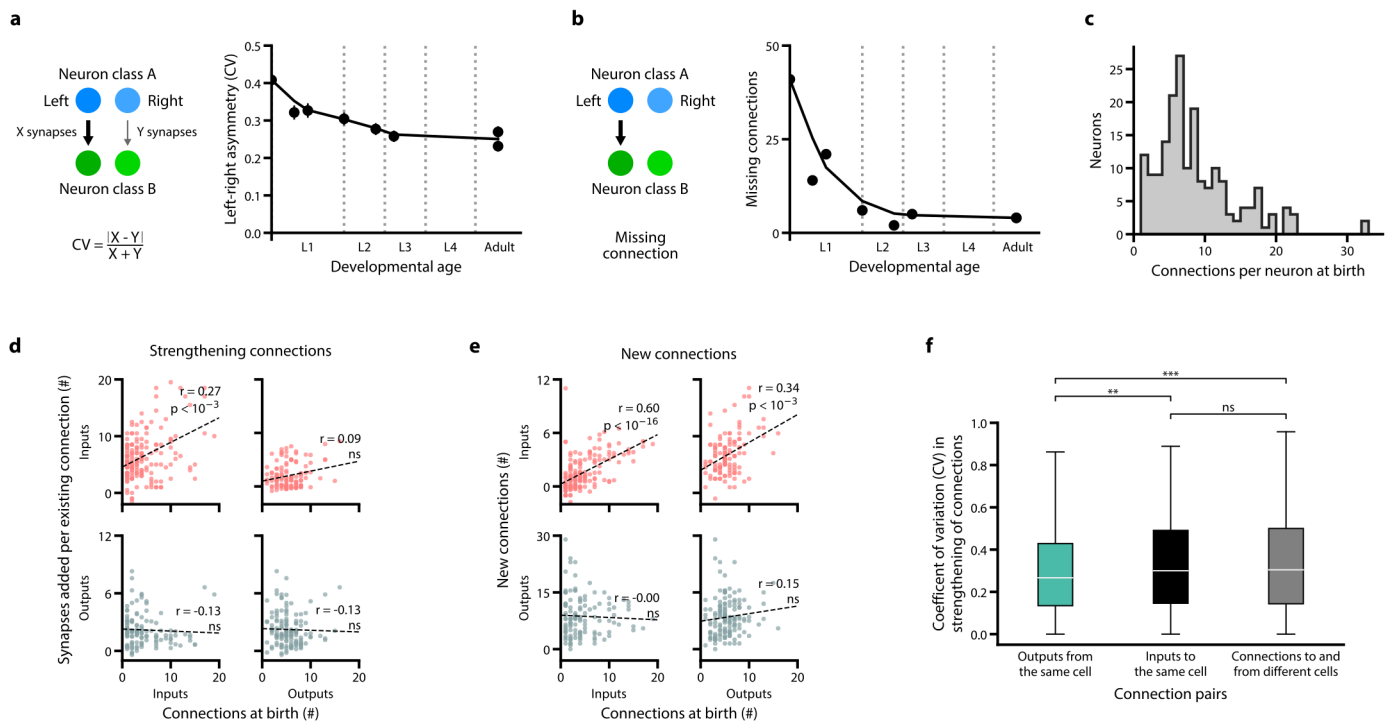 a
Neuron class A
Left
Right
X synapses
Y synapses
Neuron class B
CV = |X - Y|
X + Y
Left-right asymmetry (CV)
0.5
0.4
0.3
0.2
0.1
0.0
L1
L2
L3
L4
Adult
Developmental age
b
Neuron class A
Left
Right
Neuron class B
Missing
connection
Missing connections
50
25
0
L1
L2
L3
L4
Adult
Developmental age
c
Neurons
30
25
20
15
10
5
0
0
10
20
30
Connections per neuron at birth
d
Strengthening connections
Synapses added per existing connection (#)
Inputs
20
10
0
r = 0.27
p < 10⁻³
r = 0.09
ns
Outputs
12
6
0
r = -0.13
ns
r = -0.13
ns
0
10
20
0
10
20
Inputs
Outputs
Connections at birth (#)
e
New connections
New connections (#)
Inputs
12
6
0
r = 0.60
p < 10⁻¹⁶
r = 0.34
p < 10⁻³
Outputs
30
15
0
r = -0.00
ns
r = 0.15
ns
0
10
20
0
10
20
Inputs
Outputs
Connections at birth (#)
f
Coefficent of variation (CV) in
strengthening of connections
***
**
ns
1.0
0.8
0.6
0.4
0.2
0.0
Outputs from
the same cell
Inputs to
the same cell
Connections to and
from different cells
Connection pairs